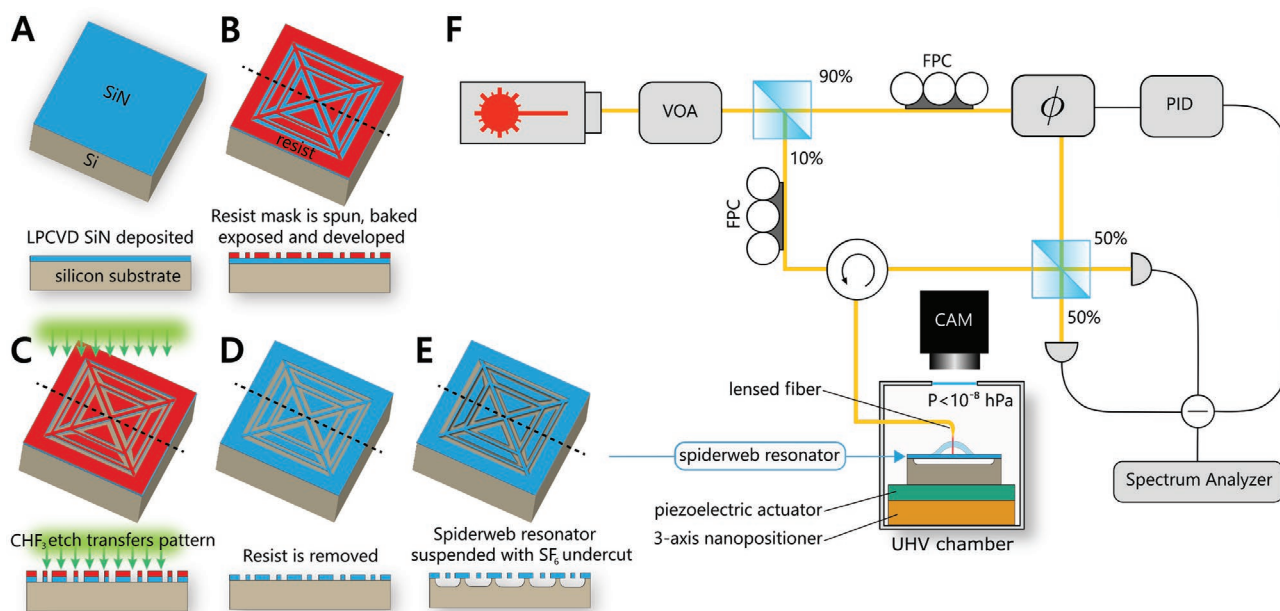 A
SiN
Si
LPCVD SiN deposited
silicon substrate
B
resist
Resist mask is spun, baked
exposed and developed
C
CHF₃ etch transfers pattern
D
Resist is removed
E
Spiderweb resonator
suspended with SF₆ undercut
F
VOA
90%
10%
FPC
FPC
ϕ
PID
50%
50%
CAM
lensed fiber
P<10⁻⁸ hPa
spiderweb resonator
piezoelectric actuator
3-axis nanopositioner
UHV chamber
−
Spectrum Analyzer